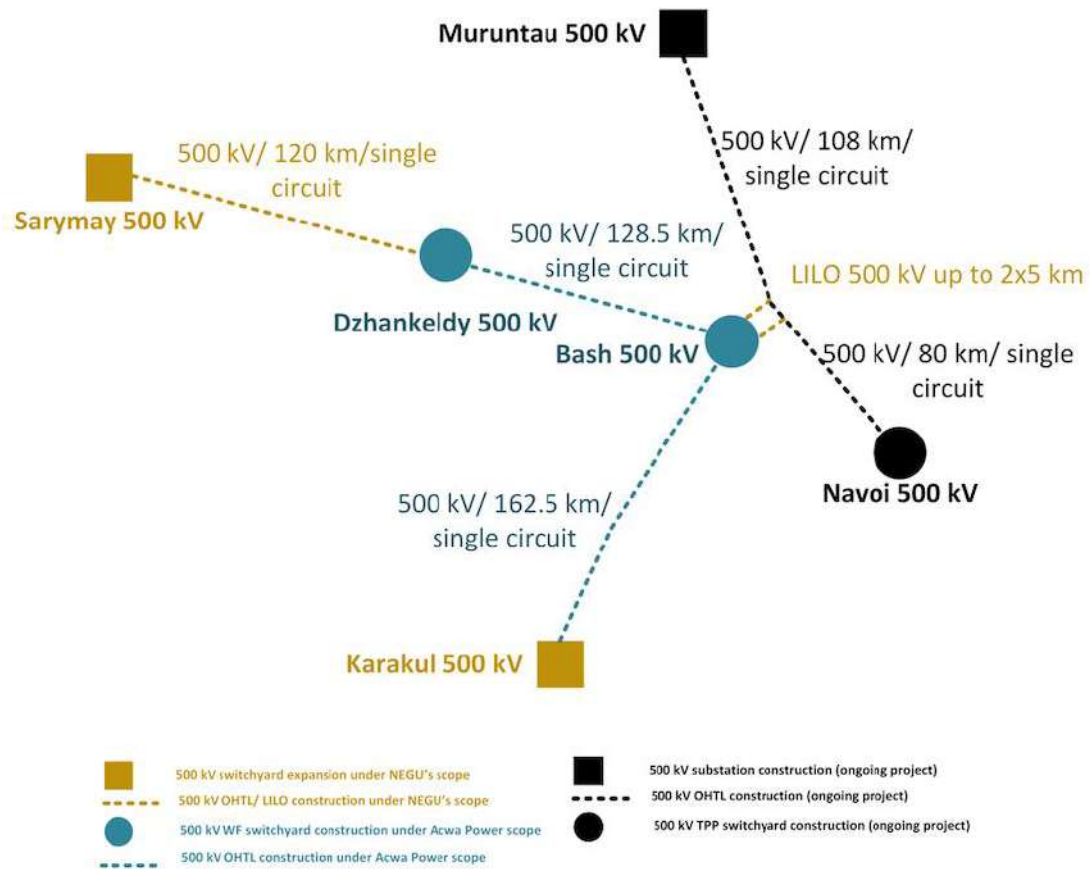 Muruntau 500 kV
500 kV/ 120 km/single
circuit
500 kV/ 108 km/
single circuit
Sarymay 500 kV
500 kV/ 128.5 km/
single circuit
LILO 500 kV up to 2x5 km
Dzhankeldy 500 kV
Bash 500 kV
500 kV/ 80 km/ single
circuit
Navoi 500 kV
500 kV/ 162.5 km/
single circuit
Karakul 500 kV
500 kV switchyard expansion under NEGU's scope
500 kV OHTL/ LILO construction under NEGU's scope
500 kV WF switchyard construction under Acwa Power scope
500 kV OHTL construction under Acwa Power scope
500 kV substation construction (ongoing project)
500 kV OHTL construction (ongoing project)
500 kV TPP switchyard construction (ongoing project)